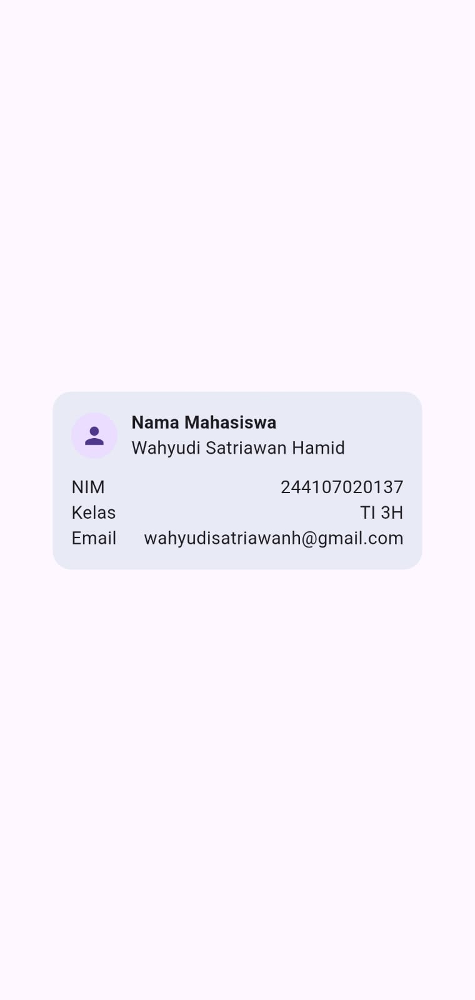 Nama Mahasiswa
Wahyudi Satriawan Hamid
NIM 244107020137
Kelas TI 3H
Email wahyudisatriawanh@gmail.com